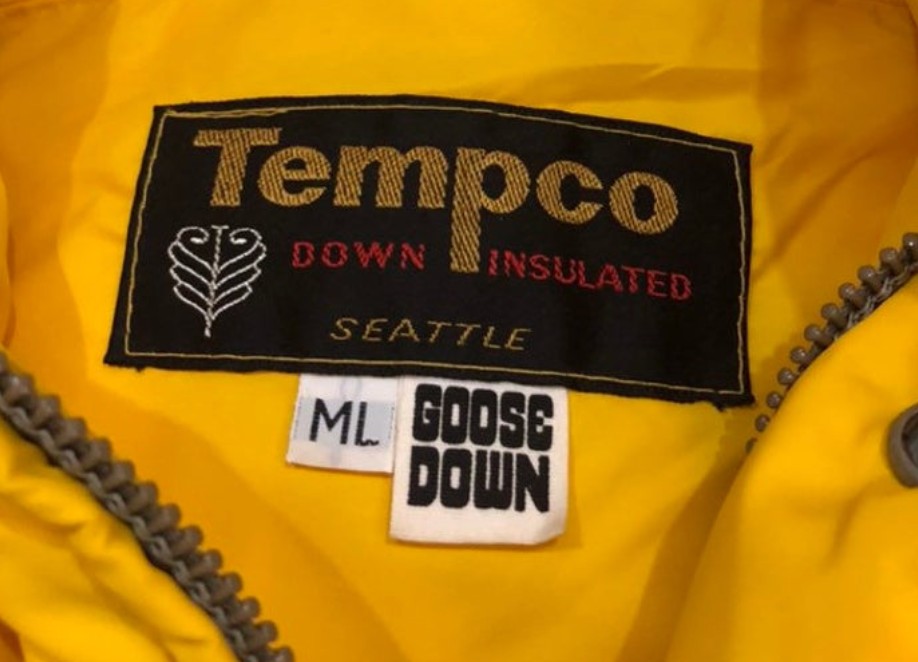 Tempco
DOWN INSULATED
SEATTLE
ML
GOOSE
DOWN